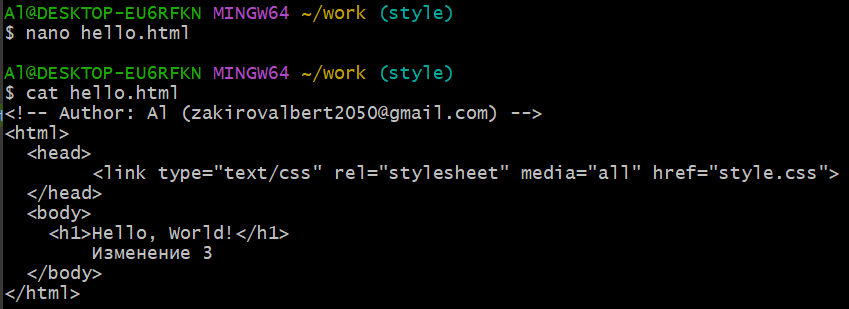 Al@DESKTOP-EU6RFKN MINGW64 ~/work (style)
$ nano hello.html
Al@DESKTOP-EU6RFKN MINGW64 ~/work (style)
$ cat hello.html
<!-- Author: Al (zakirovalbert2050@gmail.com) -->
<html>
  <head>
        <link type="text/css" rel="stylesheet" media="all" href="style.css">
  </head>
  <body>
    <h1>Hello, World!</h1>
        Изменение 3
  </body>
</html>